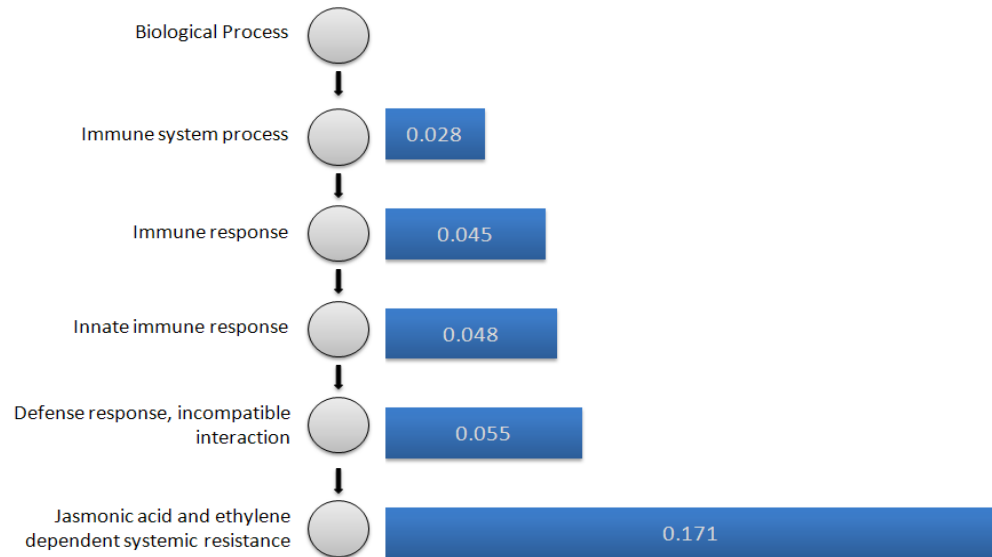 Biological Process
Immune system process
0.028
Immune response
0.045
Innate immune response
0.048
Defense response, incompatible
interaction
0.055
Jasmonic acid and ethylene
dependent systemic resistance
0.171